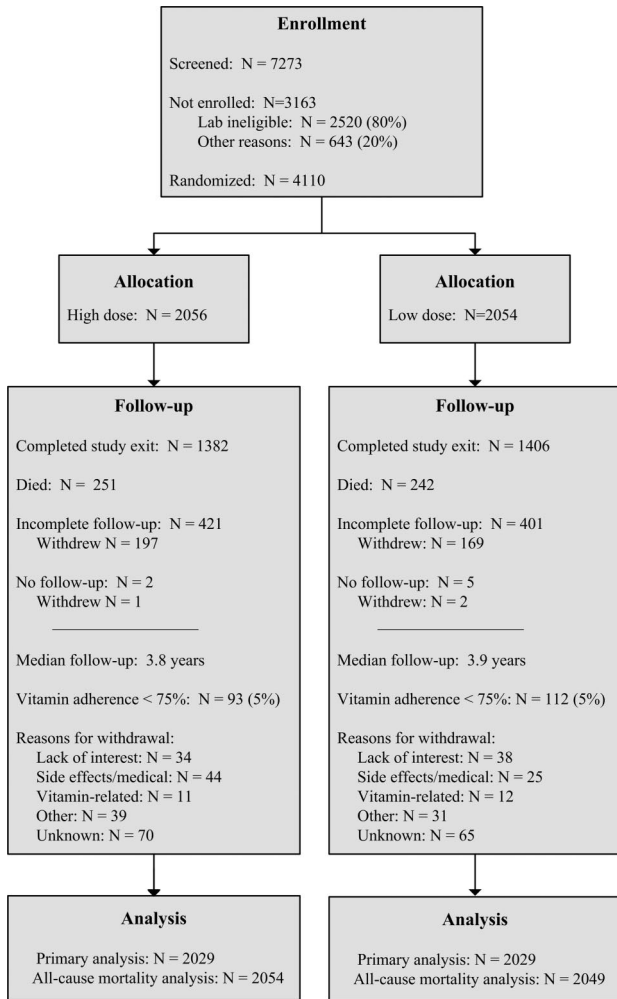 Enrollment
Screened: N = 7273
Not enrolled: N=3163
Lab ineligible: N = 2520 (80%)
Other reasons: N = 643 (20%)
Randomized: N = 4110
Allocation
High dose: N = 2056
Allocation
Low dose: N=2054
Follow-up
Completed study exit: N = 1382
Died: N = 251
Incomplete follow-up: N = 421
Withdrew N = 197
No follow-up: N = 2
Withdrew N = 1
Median follow-up: 3.8 years
Vitamin adherence < 75%: N = 93 (5%)
Reasons for withdrawal:
Lack of interest: N = 34
Side effects/medical: N = 44
Vitamin-related: N = 11
Other: N = 39
Unknown: N = 70
Follow-up
Completed study exit: N = 1406
Died: N = 242
Incomplete follow-up: N = 401
Withdrew: N = 169
No follow-up: N = 5
Withdrew: N = 2
Median follow-up: 3.9 years
Vitamin adherence < 75%: N = 112 (5%)
Reasons for withdrawal:
Lack of interest: N = 38
Side effects/medical: N = 25
Vitamin-related: N = 12
Other: N = 31
Unknown: N = 65
Analysis
Primary analysis: N = 2029
All-cause mortality analysis: N = 2054
Analysis
Primary analysis: N = 2029
All-cause mortality analysis: N = 2049